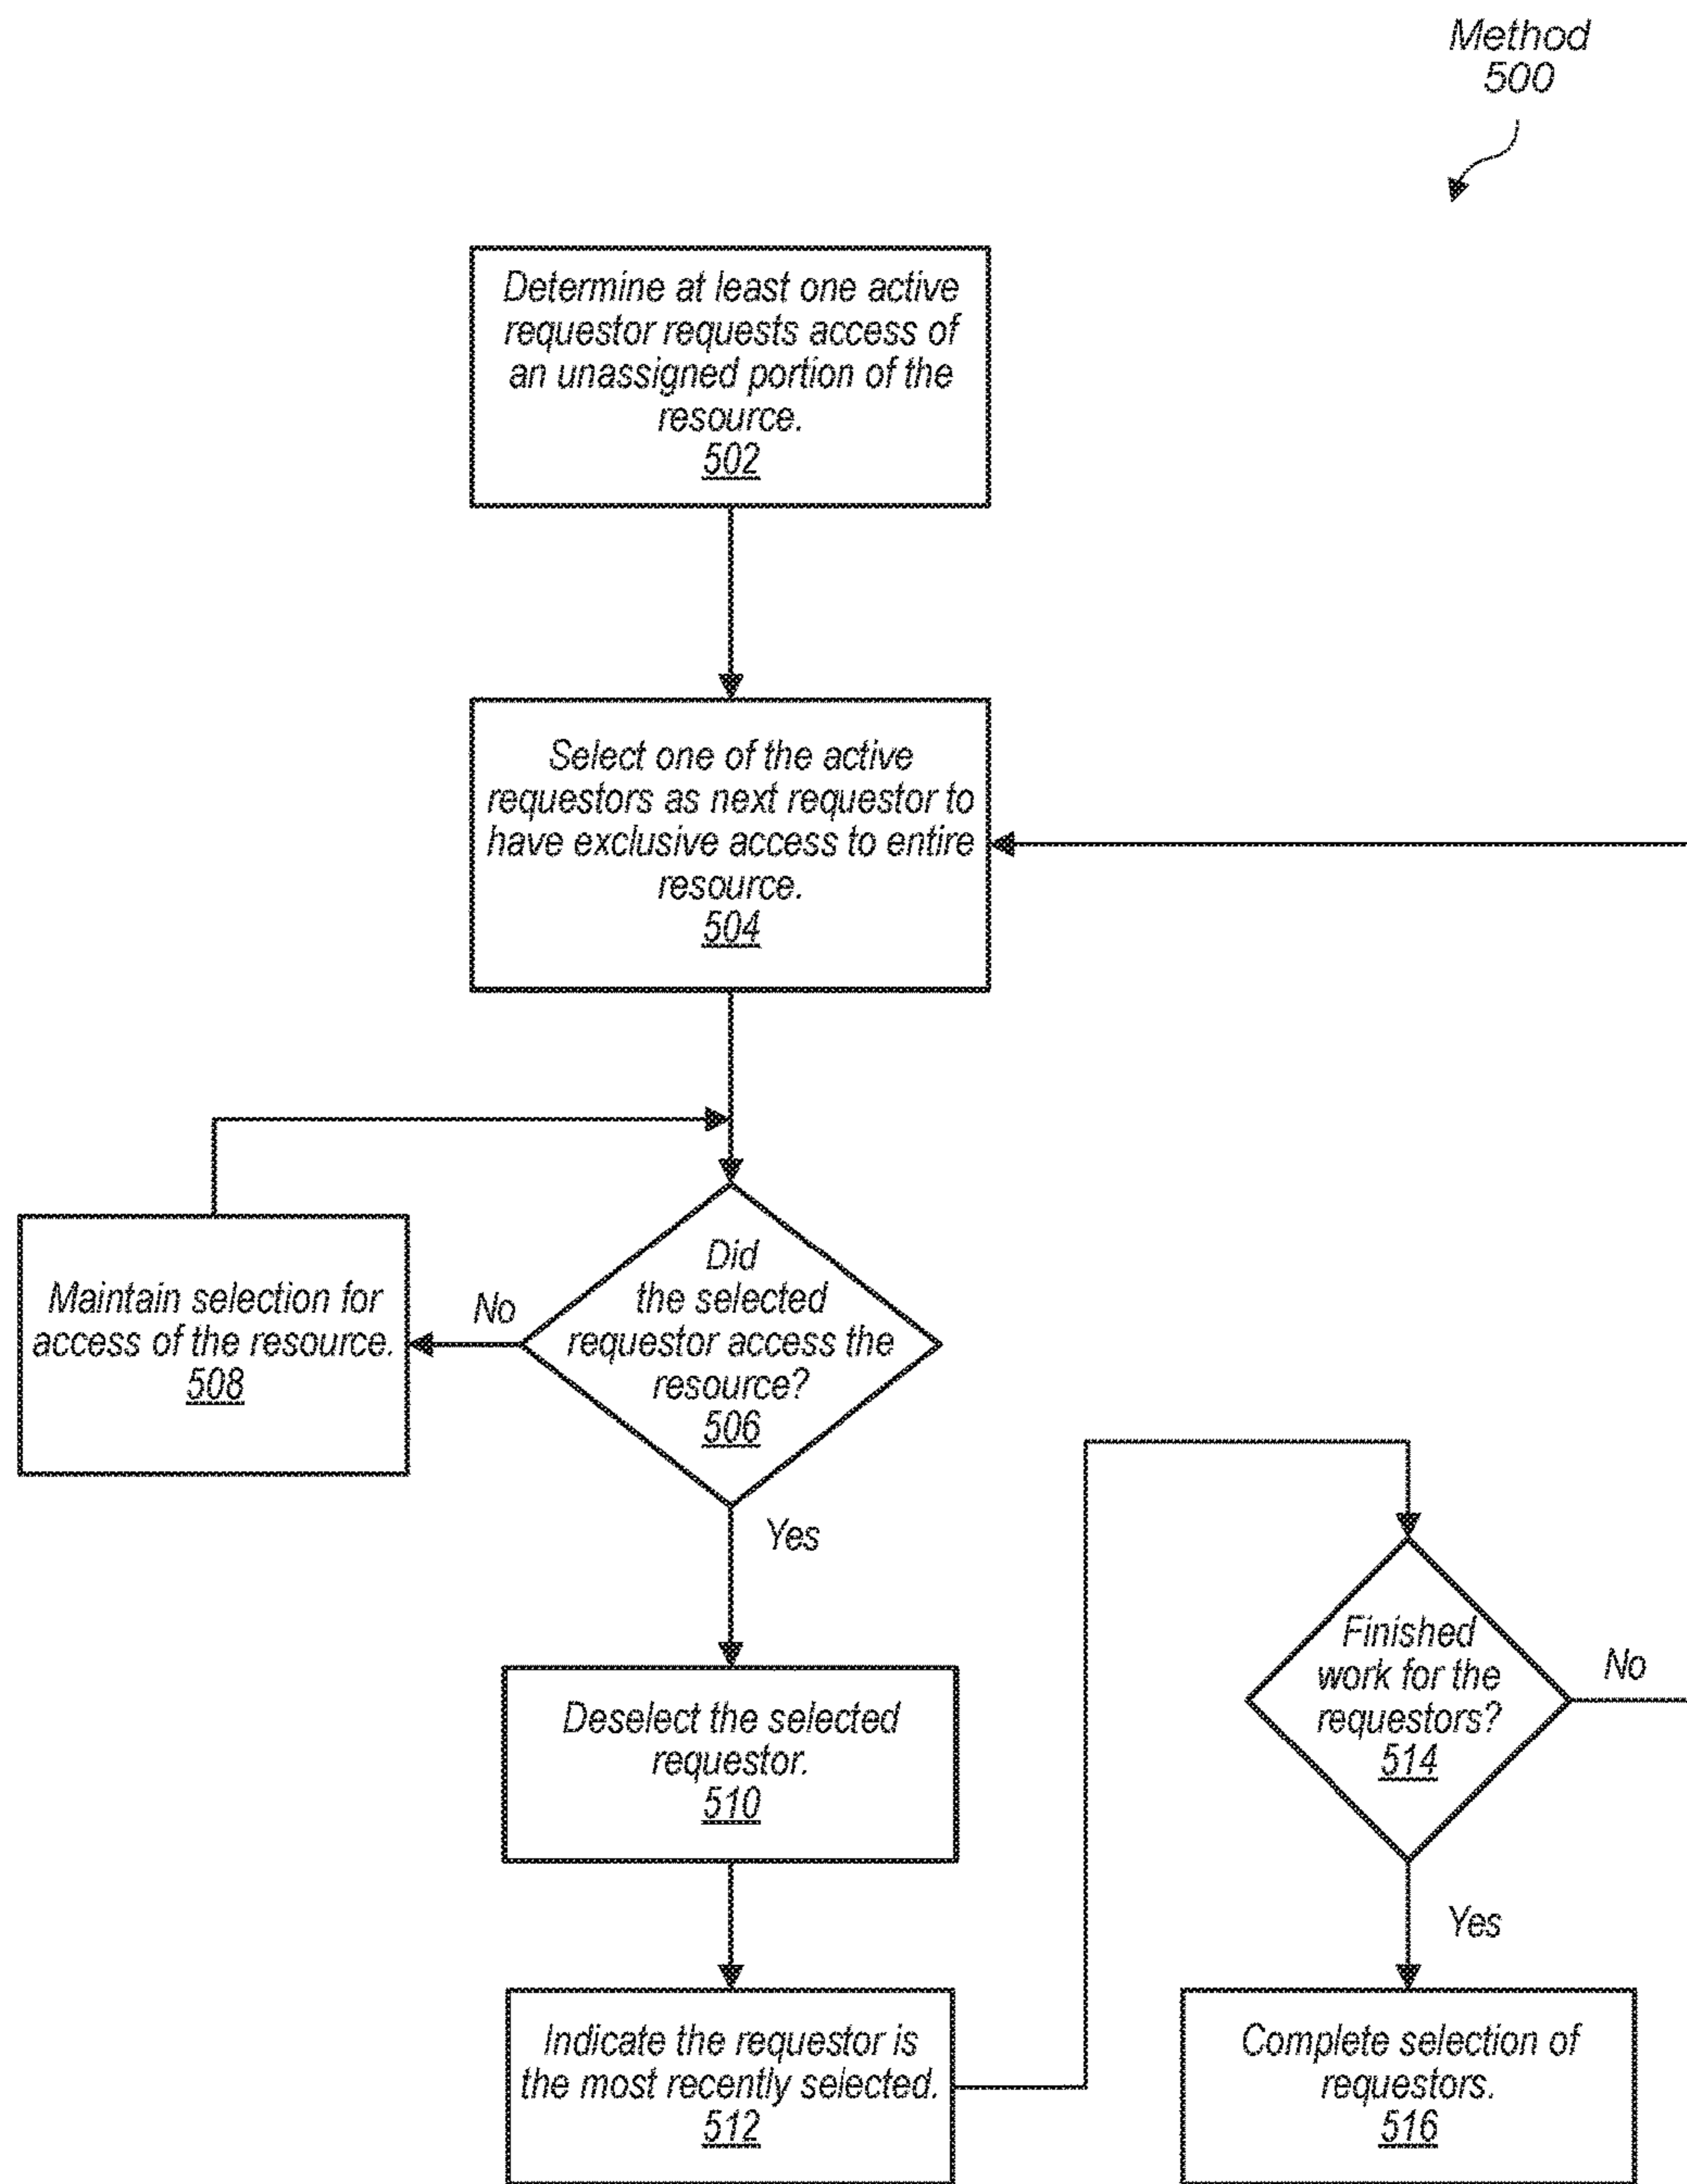 Method
500
Determine at least one active
requestor requests access of
an unassigned portion of the
resource.
502
Select one of the active
requestors as next requestor to
have exclusive access to entire
resource.
504
Did
the selected
requestor access the
resource?
506
No
Maintain selection for
access of the resource.
508
Yes
Deselect the selected
requestor.
510
Indicate the requestor is
the most recently selected.
512
Finished
work for the
requestors?
514
No
Yes
Complete selection of
requestors.
516